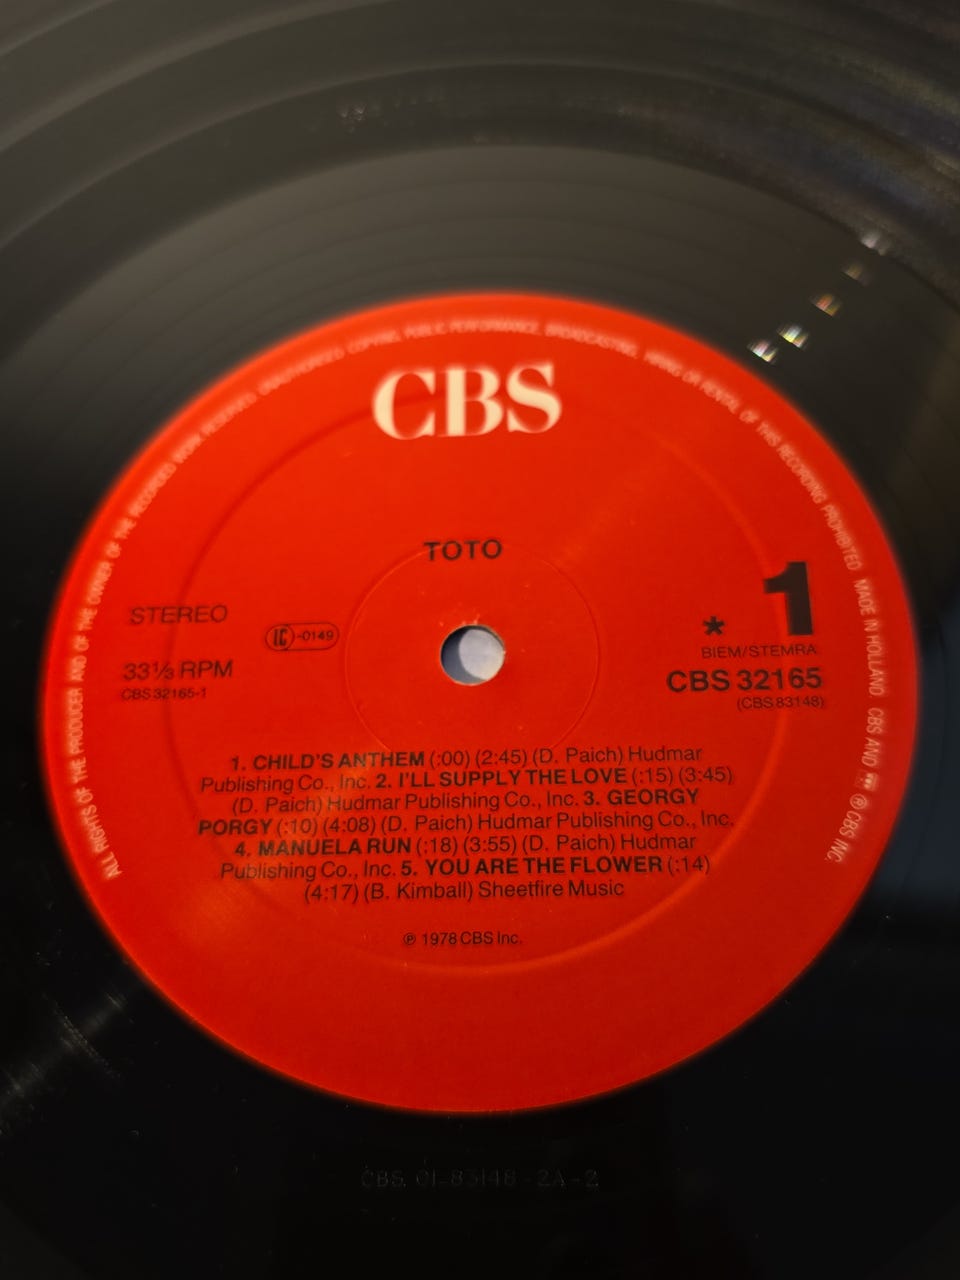 ALL RIGHTS OF THE PRODUCER AND OF THE OWNER OF THE RECORDED WORK RESERVED. UNAUTHORISED COPYING, PUBLIC PERFORMANCE, BROADCASTING, HIRING OR RENTAL OF THIS RECORDING PROHIBITED MADE IN HOLLAND. CBS AND ℗ CBS INC.
CBS
TOTO
STEREO
IC -0149
33⅓ RPM
CBS 32165-1
1
*
BIEM/STEMRA
CBS 32165
(CBS 83148)
1. CHILD'S ANTHEM (:00) (2:45) (D. Paich) Hudmar
Publishing Co., Inc. 2. I'LL SUPPLY THE LOVE (:15) (3:45)
(D. Paich) Hudmar Publishing Co., Inc. 3. GEORGY
PORGY (:10) (4:08) (D. Paich) Hudmar Publishing Co., Inc.
4. MANUELA RUN (:18) (3:55) (D. Paich) Hudmar
Publishing Co., Inc. 5. YOU ARE THE FLOWER (:14)
(4:17) (B. Kimball) Sheetfire Music
℗ 1978 CBS Inc.
CBS. 01-83148-2A-2